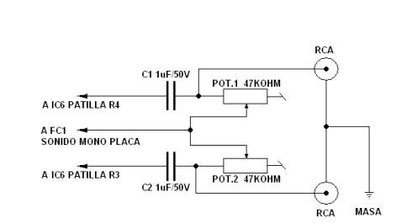 RCA
C1 1uF/50V
POT.1 47KOHM
A IC6 PATILLA R4
A FC1
SONIDO MONO PLACA
A IC6 PATILLA R3
POT.2 47KOHM
C2 1uF/50V
RCA
MASA